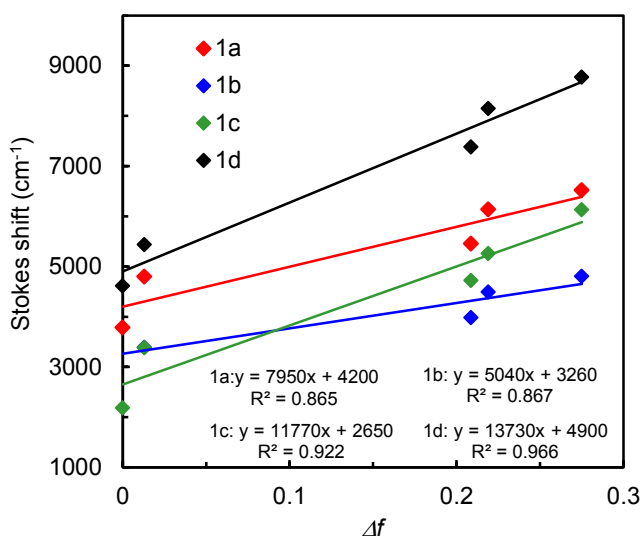 9000
7000
5000
3000
1000
Stokes shift (cm⁻¹)
1a
1b
1c
1d
1a:y = 7950x + 4200
R² = 0.865
1b: y = 5040x + 3260
R² = 0.867
1c: y = 11770x + 2650
R² = 0.922
1d: y = 13730x + 4900
R² = 0.966
0
0.1
0.2
0.3
Δf